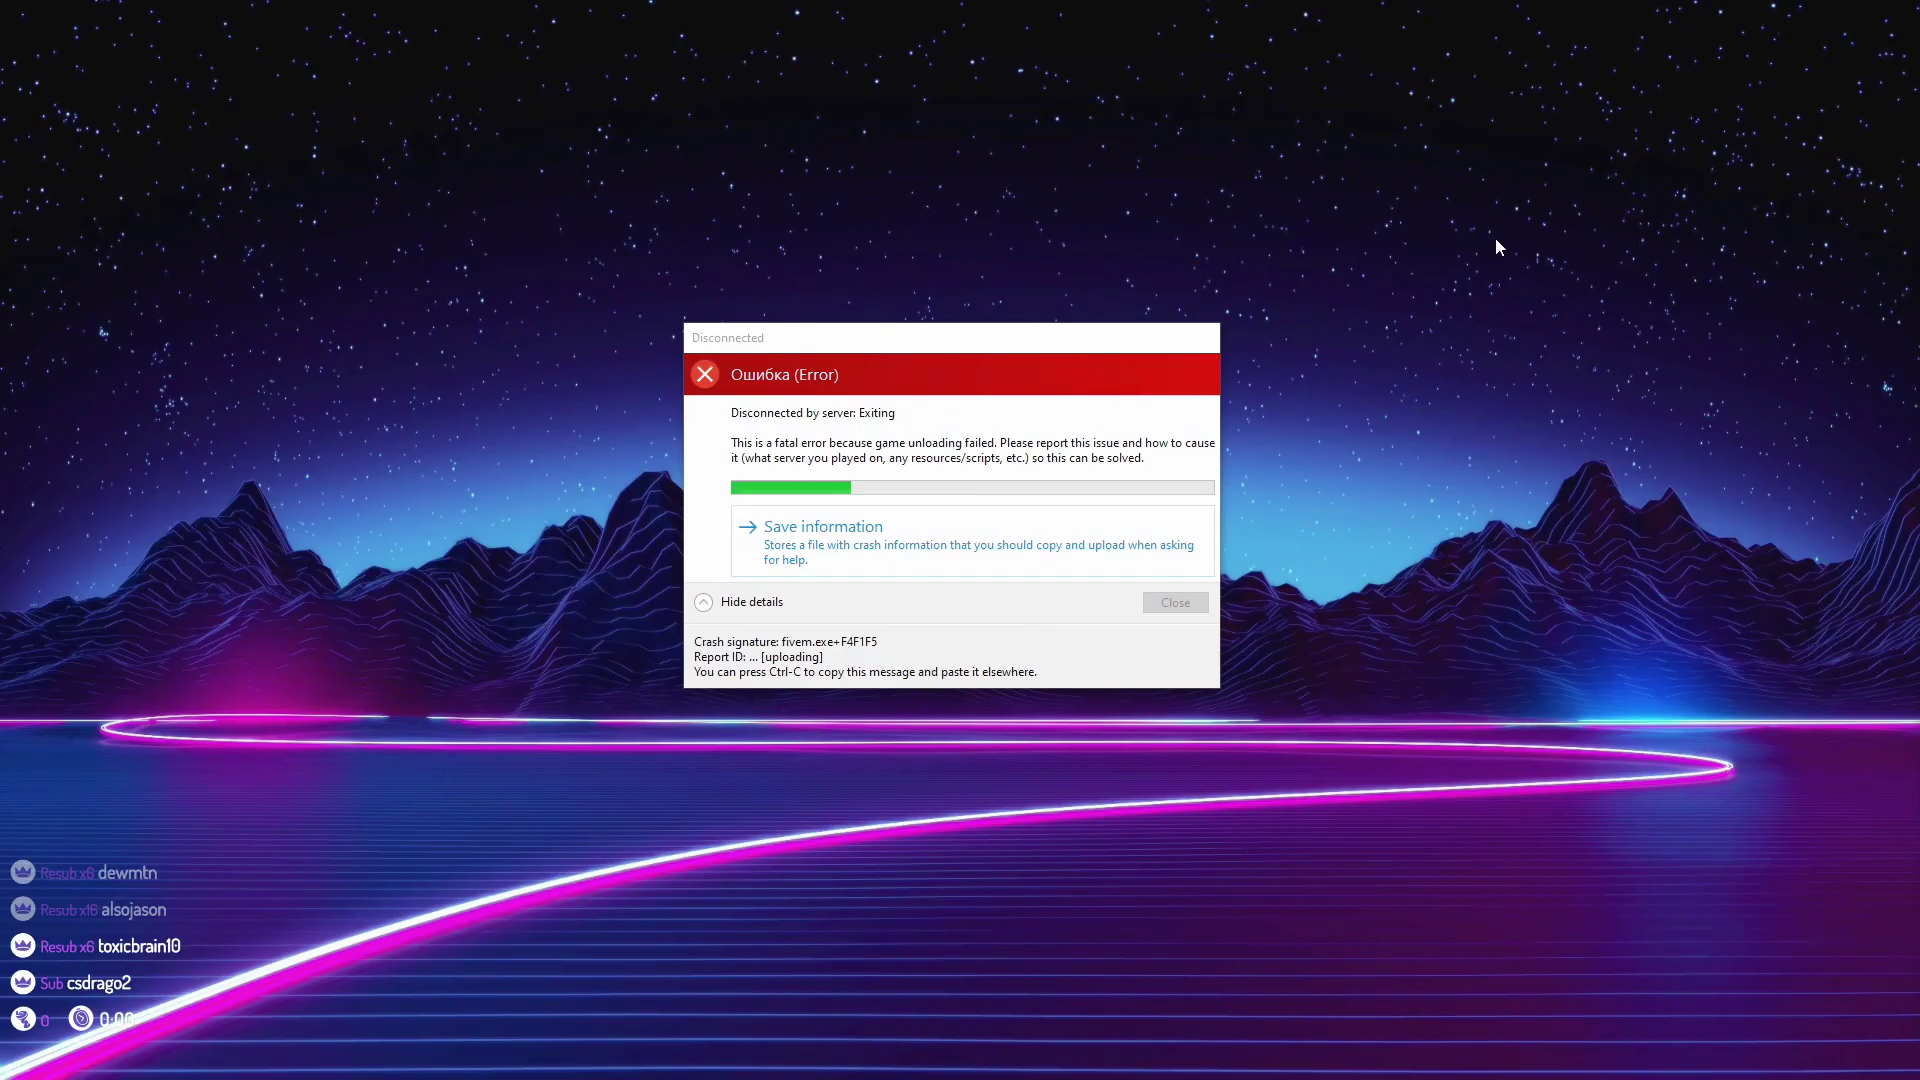 Disconnected
Ошибка (Error)
Disconnected by server: Exiting
This is a fatal error because game unloading failed. Please report this issue and how to cause
it (what server you played on, any resources/scripts, etc.) so this can be solved.
Save information
Stores a file with crash information that you should copy and upload when asking
for help.
Hide details
Close
Crash signature: fivem.exe+F4F1F5
Report ID: ... [uploading]
You can press Ctrl-C to copy this message and paste it elsewhere.
Resub x6 dewmtn
Resub x16 alsojason
Resub x6 toxicbrain10
Sub csdrago2
0 0:00